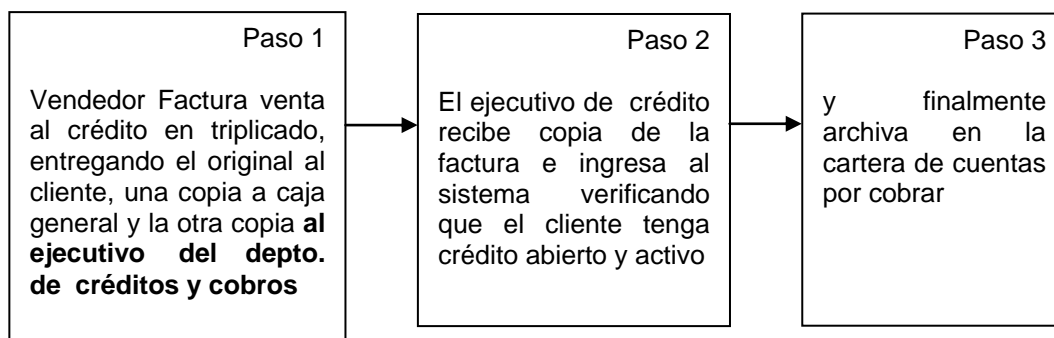 Paso 1
Vendedor Factura venta
al crédito en triplicado,
entregando el original al
cliente, una copia a caja
general y la otra copia al
ejecutivo del depto.
de créditos y cobros
Paso 2
El ejecutivo de crédito
recibe copia de la
factura e ingresa al
sistema verificando
que el cliente tenga
crédito abierto y activo
Paso 3
y finalmente
archiva en la
cartera de cuentas
por cobrar